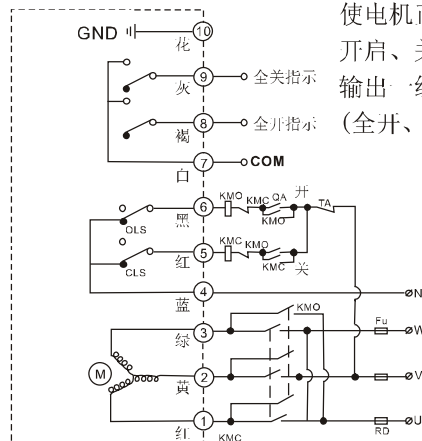 使电机
开启、
输出一
(全开、
GND 10
花
9 全关指示
灰
8 全开指示
褐
7 COM
白
6 KMO KMC QA 开 TA
黑 KMO
OLS
5 KMC KMO
红 KMC 关
CLS
4 N
蓝
KMO
3 Fu W
绿
M 2 V
黄
1 RD U
红 KMC